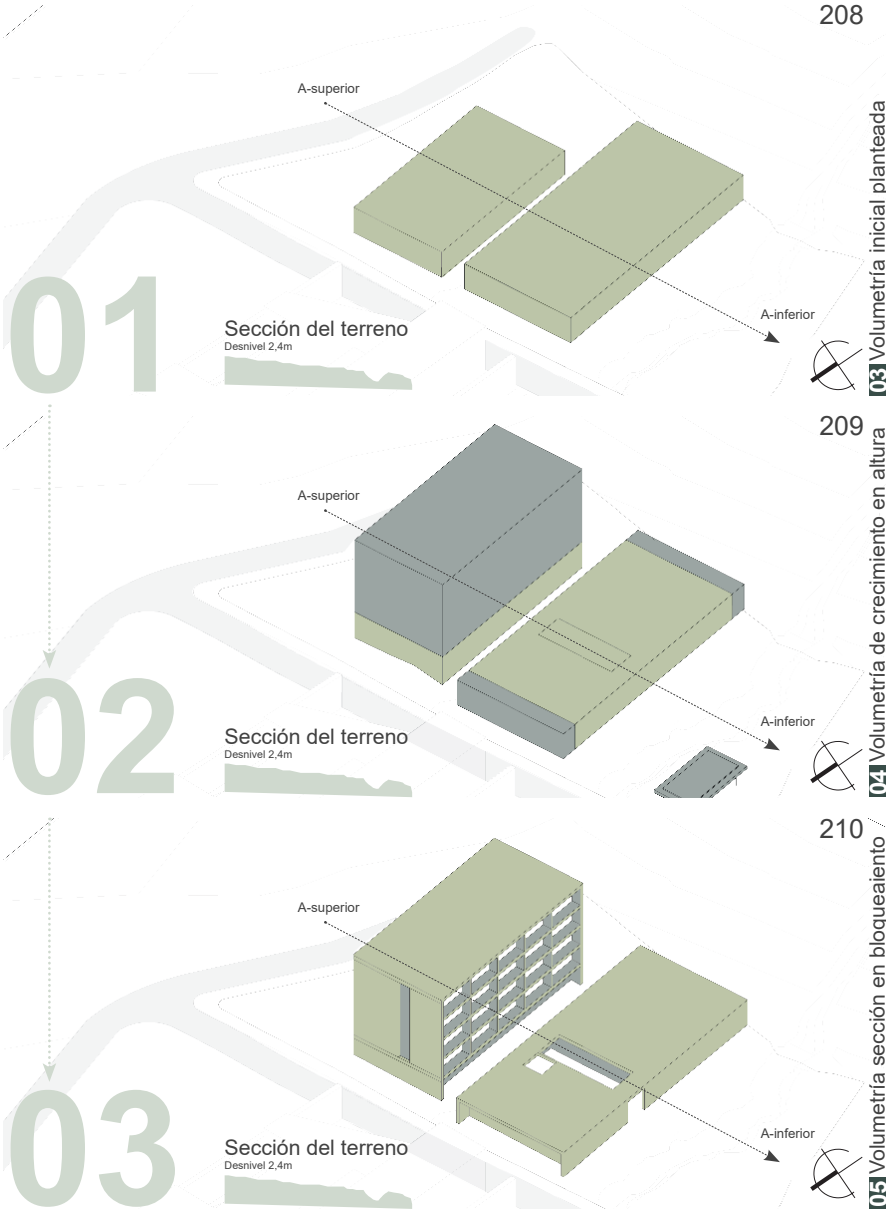 208
A-superior
A-inferior
01
Sección del terreno
Desnivel 2,4m
03 Volumetría inicial planteada
209
A-superior
A-inferior
02
Sección del terreno
Desnivel 2,4m
04 Volumetría de crecimiento en altura
210
A-superior
A-inferior
03
Sección del terreno
Desnivel 2,4m
05 Volumetría sección en bloqueaiento